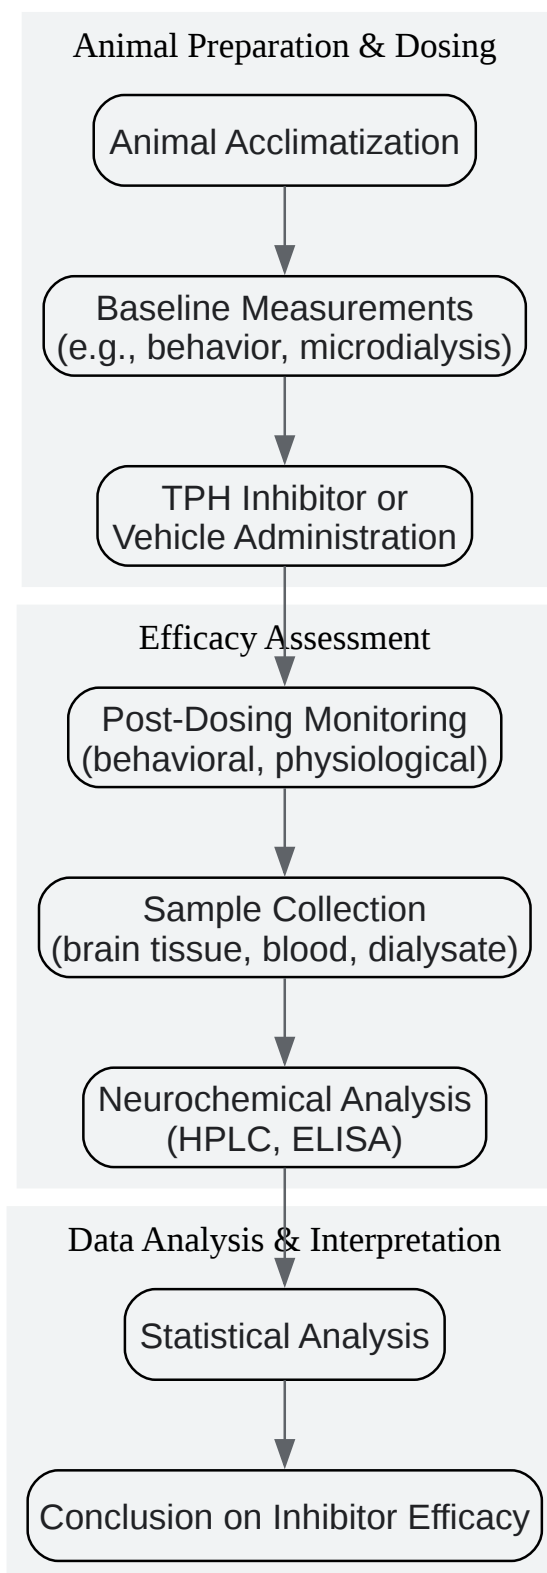 Animal Preparation & Dosing
Animal Acclimatization
Baseline Measurements
(e.g., behavior, microdialysis)
TPH Inhibitor or
Vehicle Administration
Efficacy Assessment
Post-Dosing Monitoring
(behavioral, physiological)
Sample Collection
(brain tissue, blood, dialysate)
Neurochemical Analysis
(HPLC, ELISA)
Data Analysis & Interpretation
Statistical Analysis
Conclusion on Inhibitor Efficacy